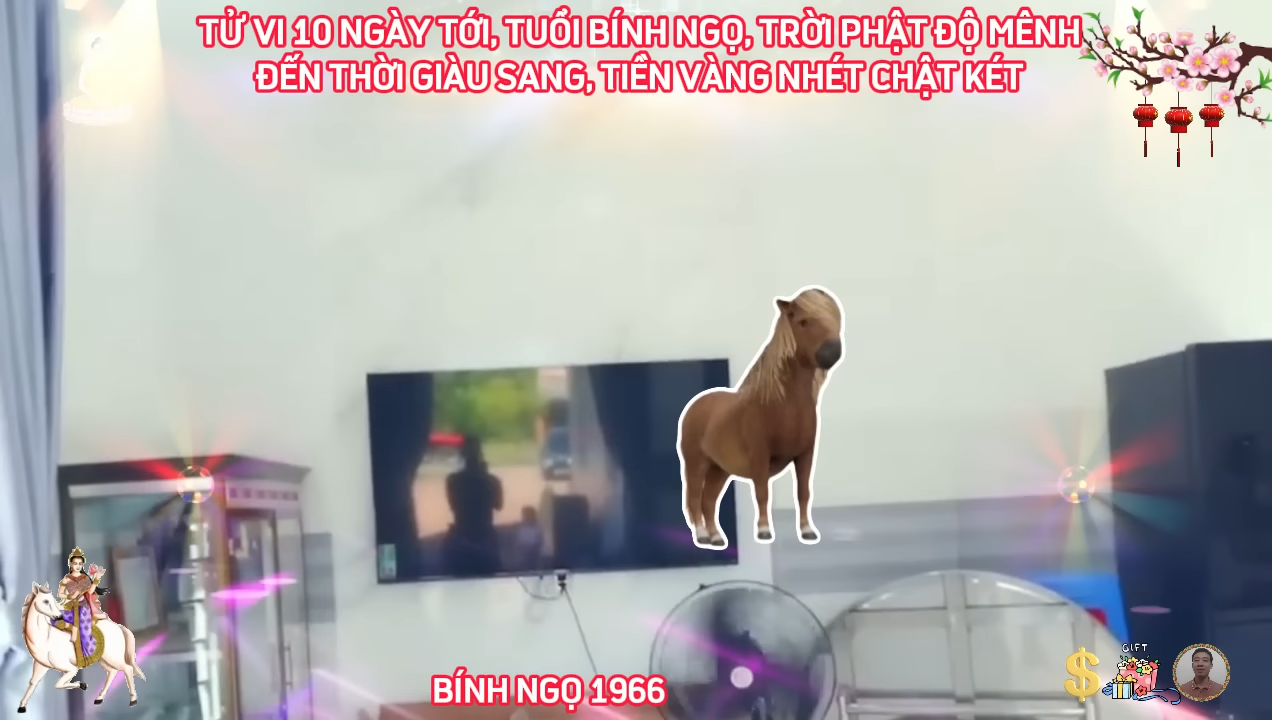 TỬ VI 10 NGÀY TỚI, TUỔI BÍNH NGỌ, TRỜI PHẬT ĐỘ MÊNH
ĐẾN THỜI GIÀU SANG, TIỀN VÀNG NHÉT CHẬT KÉT
GIFT
BÍNH NGỌ 1966